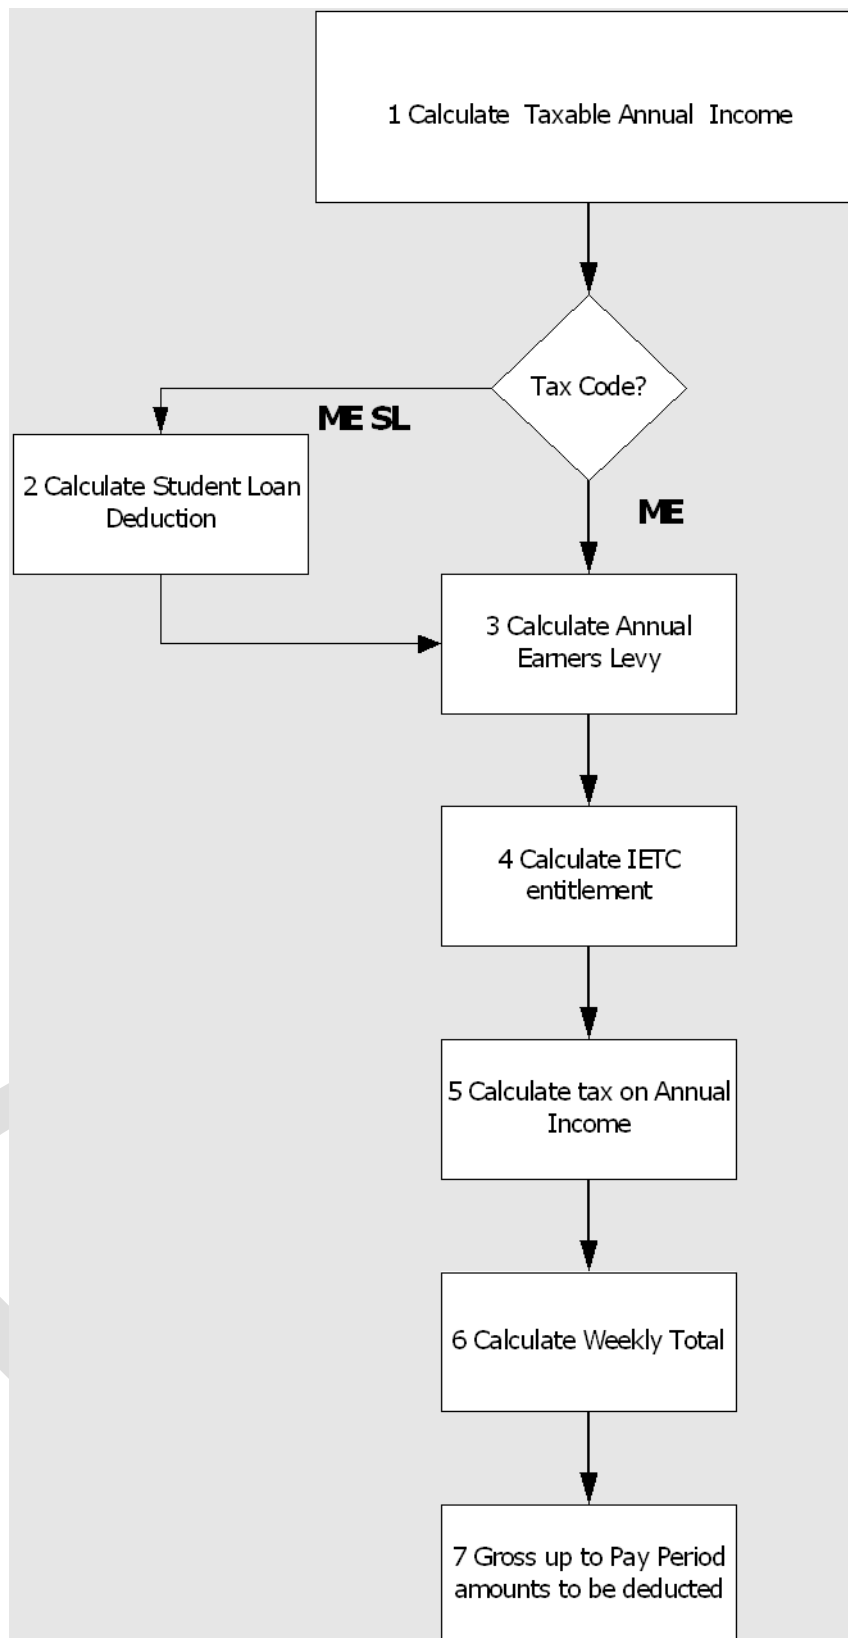 1 Calculate Taxable Annual Income
Tax Code?
ME SL
2 Calculate Student Loan
Deduction
ME
3 Calculate Annual
Earners Levy
4 Calculate IETC
entitlement
5 Calculate tax on Annual
Income
6 Calculate Weekly Total
7 Gross up to Pay Period
amounts to be deducted